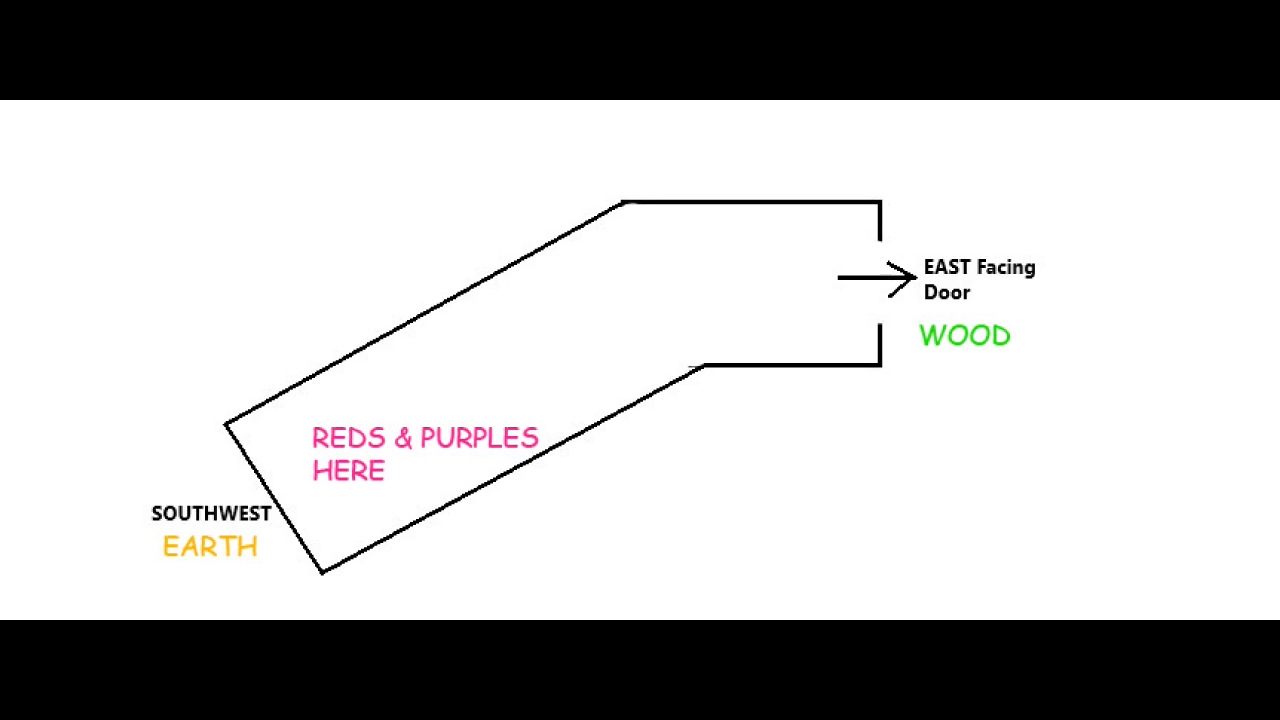 EAST Facing
Door
WOOD
REDS & PURPLES
HERE
SOUTHWEST
EARTH